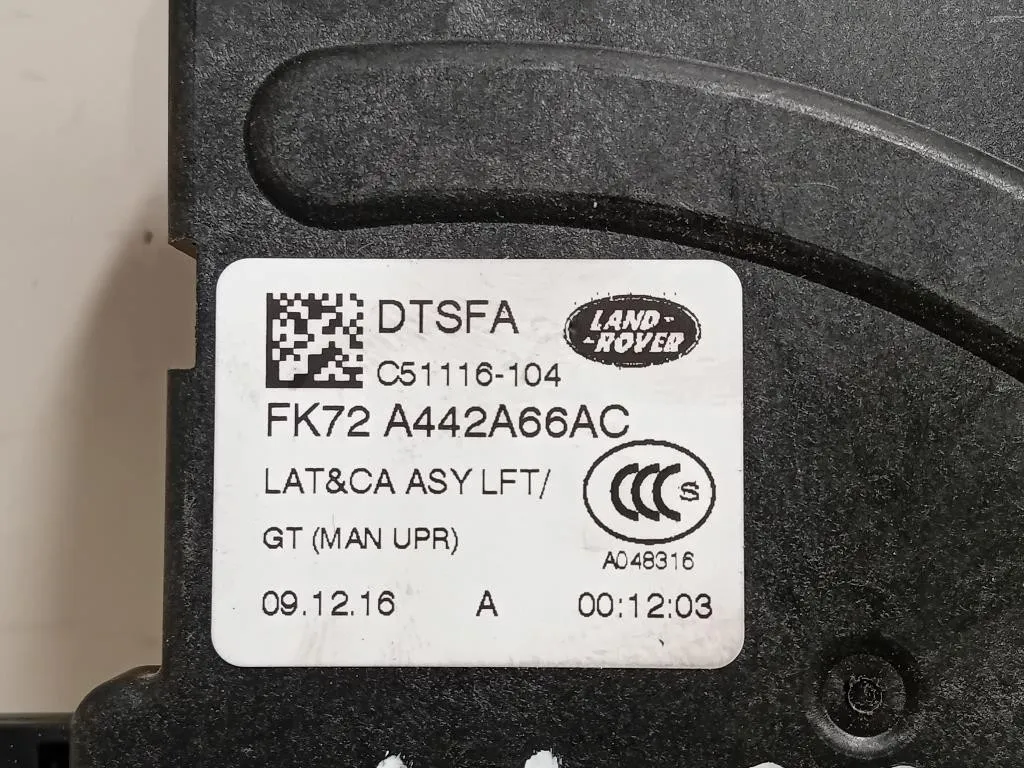 DTSFA
LAND-
-ROVER
C51116-104
FK72 A442A66AC
LAT&CA ASY LFT/
CCC S
GT (MAN UPR)
A048316
09.12.16 A 00:12:03